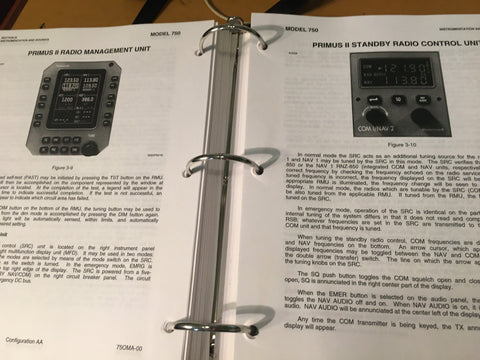 SECTION III
INSTRUMENTATION AND AVIONICS
MODEL 750
PRIMUS II RADIO MANAGEMENT UNIT
Figure 3-9
self-test (FAST) may be initiated by pressing the TST button on the RMU.
will then be accomplished on the component represented by the window at
cursor is located. At the completion of the test, a legend will appear in the
time to indicate completion. If the test is not successful, an
appear to indicate which circuit area has failed.
DIM button on the bottom of the RMU, the tuning button may be used to
from the dim mode is accomplished by pressing the DIM button again.
light will be automatically sensed, within limits, and automatically
desired setting.
Unit
control (SRC) unit is located on the right instrument panel
right multifunction display unit (MFD). It may be used in two modes:
The modes are selected by means of the mode switch on the SRC,
as the switch is turned. In the emergency mode, EMRG is
top right edge of the display. The SRC is powered from a five-
BY NAV/COM) on the right circuit breaker panel. The circuit
emergency DC bus.
Configuration AA
75OMA-00
MODEL 750
INSTRUMENTATION
PRIMUS II STANDBY RADIO CONTROL UNIT
121.90
113.80
SQ
COM I/NAV
Figure 3-10
In normal mode the SRC acts as an additional tuning source for the
1 and NAV 1 may be tuned by the SRC in this mode. The SRC verifies th
850 or the NAV 1 RNZ-850 (integrated COM and NAV units, respective
correct frequency by checking the frequency echoed on the radio service
tuned frequency is incorrect, the frequency displayed on the SRC will be
appropriate RMU is illuminated, the frequency change will be seen to
display. In normal mode, the radios which are tunable by the SRC (COM
be also tuned from the applicable RMU. If tuned from the RMU, the f
tuned on the SRC.
In emergency mode, operation of the SRC is identical on the part
internal tuning of the system differs in that it does not read and comp
RSB; whatever frequencies are set in the SRC are transmitted to t
COM unit and that frequency is tuned.
When tuning the standby radio control, COM frequencies are d
and NAV frequencies on the bottom. An arrow cursor, which ap
displayed frequencies may be toggled between the NAV and COM
the double arrow (transfer) switch. The line on which the arrow ap
the tuning knobs on the SRC.
The SQ push button toggles the COM squelch open and close
open, SQ is annunciated in the right center part of the display.
When the EMER button is selected on the audio panel, the
toggles the NAV audio off and on. When NAV AUDIO is on, it is
audio. NAV AUDIO will be annunciated at the left center of the display
Any time the COM transmitter is being keyed, the TX ann
display will appear.